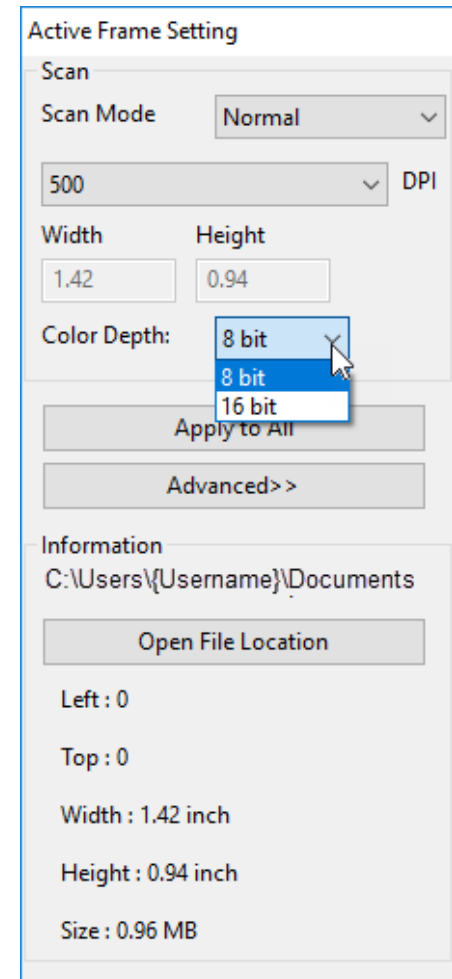 Active Frame Setting
Scan
Scan Mode Normal
500 DPI
Width Height
1.42 0.94
Color Depth: 8 bit
8 bit
16 bit
Apply to All
Advanced>>
Information
C:\Users\{Username}\Documents
Open File Location
Left : 0
Top : 0
Width : 1.42 inch
Height : 0.94 inch
Size : 0.96 MB